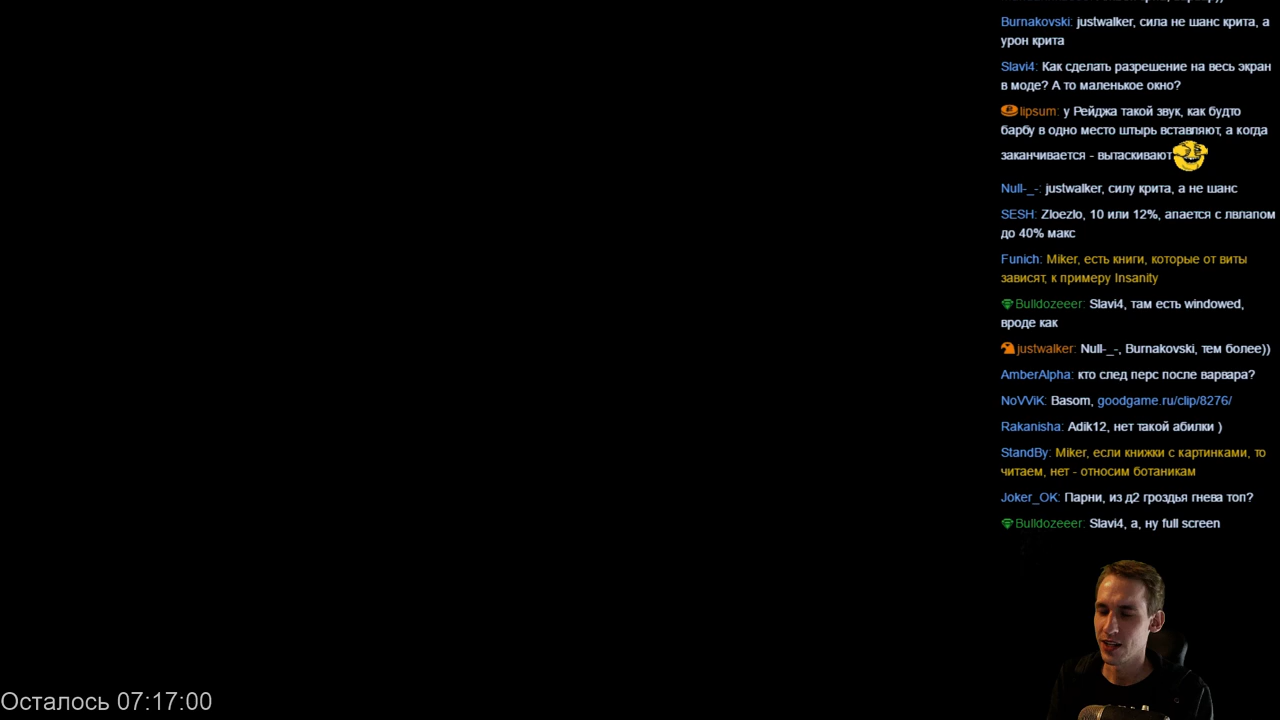 Burnakovski: justwalker, сила не шанс крита, а
урон крита
Slavi4: Как сделать разрешение на весь экран
в моде? А то маленькое окно?
lipsum: у Рейджа такой звук, как будто
барбу в одно место штырь вставляют, а когда
заканчивается - вытаскивают
Null-_-: justwalker, силу крита, а не шанс
SESH: Zloezlo, 10 или 12%, апается с лвлапом
до 40% макс
Funich: Miker, есть книги, которые от виты
зависят, к примеру Insanity
Bulldozeeer: Slavi4, там есть windowed,
вроде как
justwalker: Null-_-, Burnakovski, тем более))
AmberAlpha: кто след перс после варвара?
NoVViK: Basom, goodgame.ru/clip/8276/
Rakanisha: Adik12, нет такой абилки )
StandBy: Miker, если книжки с картинками, то
читаем, нет - относим ботаникам
Joker_OK: Парни, из д2 гроздья гнева топ?
Bulldozeeer: Slavi4, а, ну full screen
Осталось 07:17:00